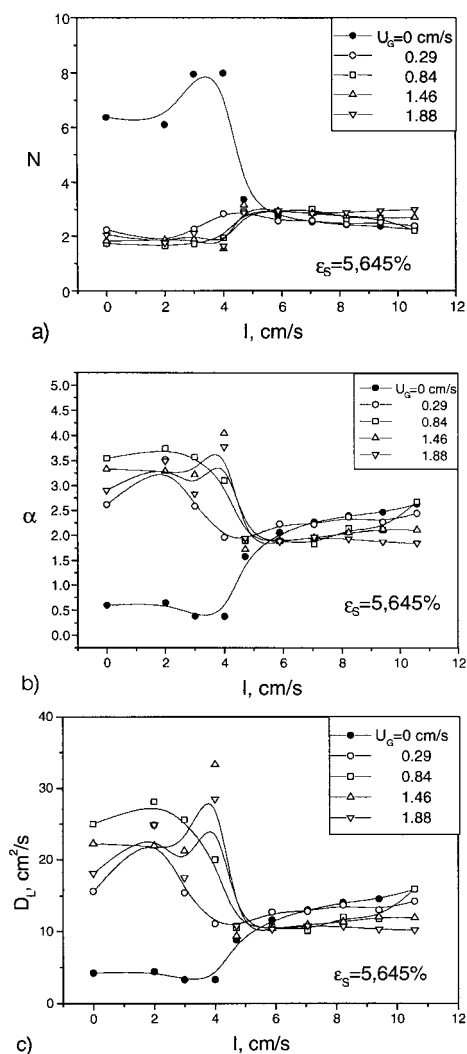 10
8
6
4
2
0
N
U_G=0 cm/s
0.29
0.84
1.46
1.88
ε_S=5,645%
0 2 4 6 8 10 12
a)
I, cm/s
5.0
4.5
4.0
3.5
3.0
2.5
2.0
1.5
1.0
0.5
0.0
α
U_G=0 cm/s
0.29
0.84
1.46
1.88
ε_S=5,645%
0 2 4 6 8 10 12
b)
I, cm/s
40
30
20
10
0
D_L, cm²/s
U_G=0 cm/s
0.29
0.84
1.46
1.88
ε_S=5,645%
0 2 4 6 8 10 12
c)
I, cm/s